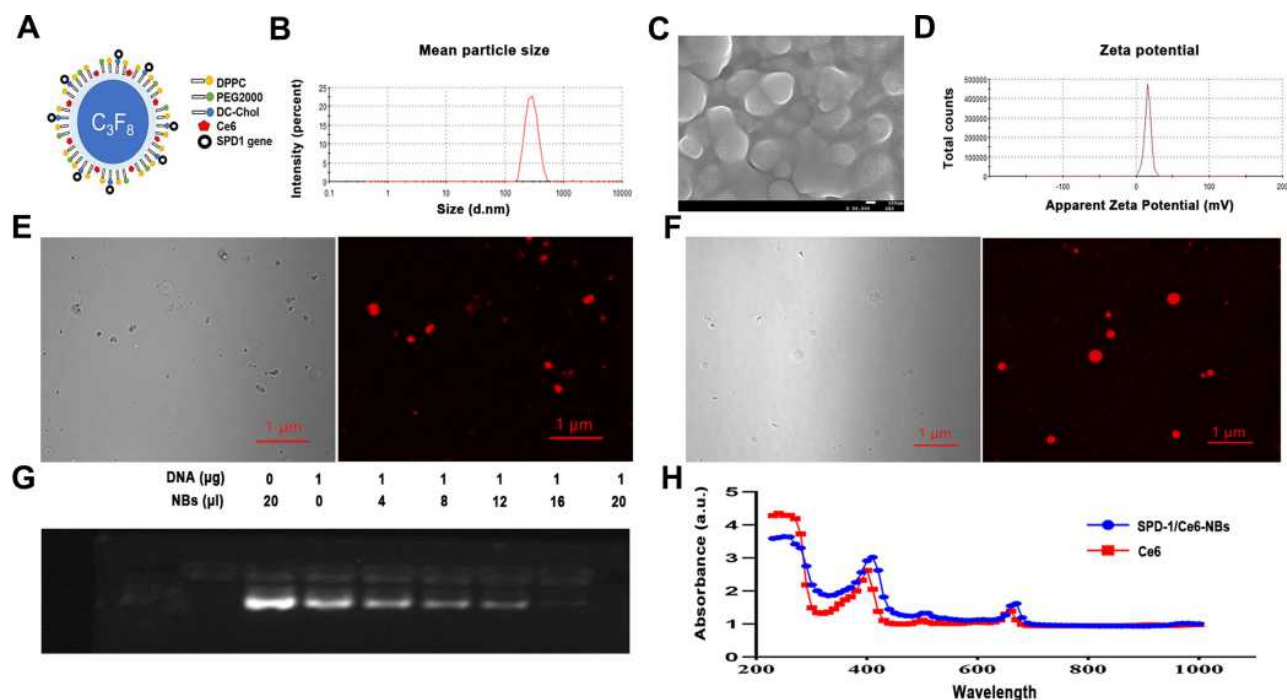 A
C₃F₈
DPPC
PEG2000
DC-Chol
Ce6
SPD1 gene
B
Mean particle size
Intensity (percent)
25
20
15
10
5
0
0.1 1 10 100 1000 10000
Size (d.nm)
C
D
Zeta potential
Total counts
500000
400000
300000
200000
100000
0
-100 0 100 200
Apparent Zeta Potential (mV)
E
1 µm
1 µm
F
1 µm
1 µm
G
DNA (µg) 0 1 1 1 1 1 1
NBs (µl) 20 0 4 8 12 16 20
H
Absorbance (a.u.)
5
4
3
2
1
0
200 400 600 800 1000
Wavelength
SPD-1/Ce6-NBs
Ce6